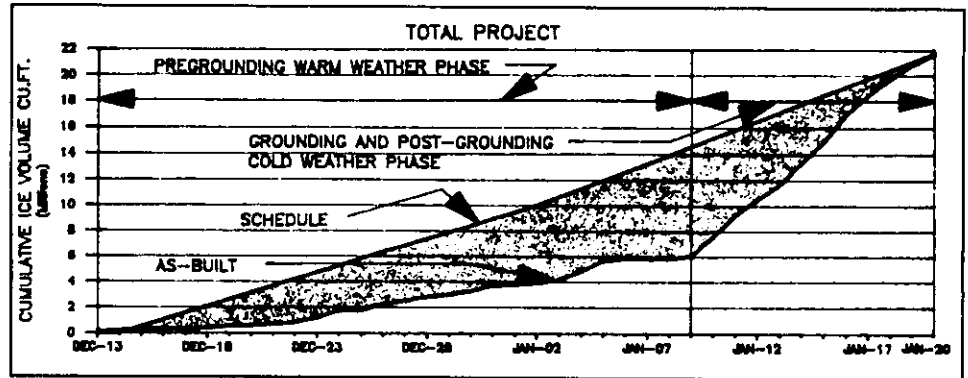 TOTAL PROJECT
CUMULATIVE ICE VOLUME CU.FT.
(Millions)
22
20
18
16
14
12
10
8
6
4
2
0
PREGROUNDING WARM WEATHER PHASE
GROUNDING AND POST-GROUNDING
COLD WEATHER PHASE
SCHEDULE
AS-BUILT
DEC-13 DEC-18 DEC-23 DEC-28 JAN-02 JAN-07 JAN-12 JAN-17 JAN-20